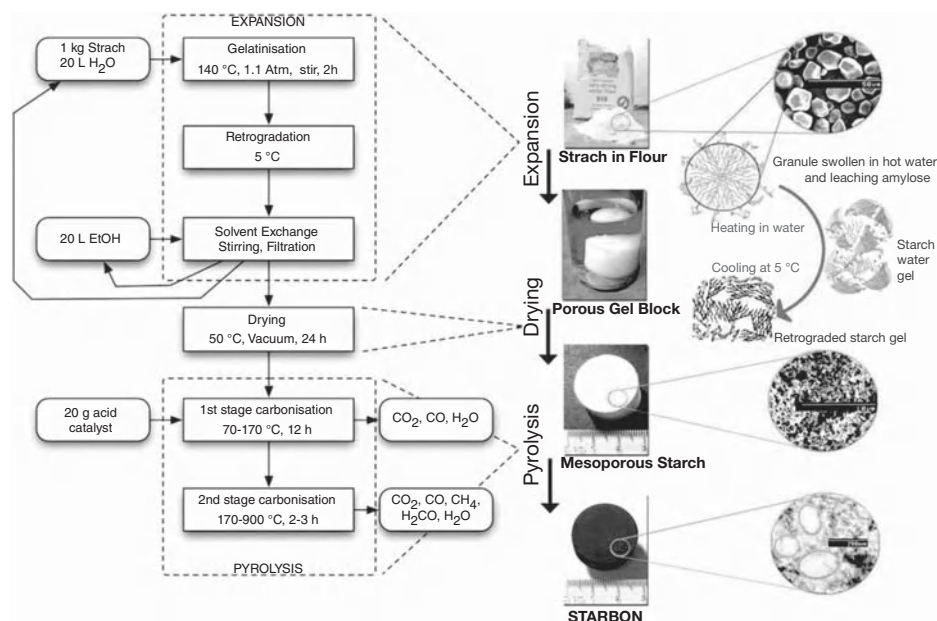 EXPANSION
1 kg Strach
20 L H₂O
Gelatinisation
140 °C, 1.1 Atm, stir, 2h
Retrogradation
5 °C
20 L EtOH
Solvent Exchange
Stirring, Filtration
Drying
50 °C, Vacuum, 24 h
20 g acid
catalyst
1st stage carbonisation
70-170 °C, 12 h
CO₂, CO, H₂O
2nd stage carbonisation
170-900 °C, 2-3 h
CO₂, CO, CH₄,
H₂CO, H₂O
PYROLYSIS
Expansion
Drying
Pyrolysis
Strach in Flour
Porous Gel Block
Mesoporous Starch
STARBON
Granule swollen in hot water
and leaching amylose
Heating in water
Starch
water
gel
Cooling at 5 °C
Retrograded starch gel